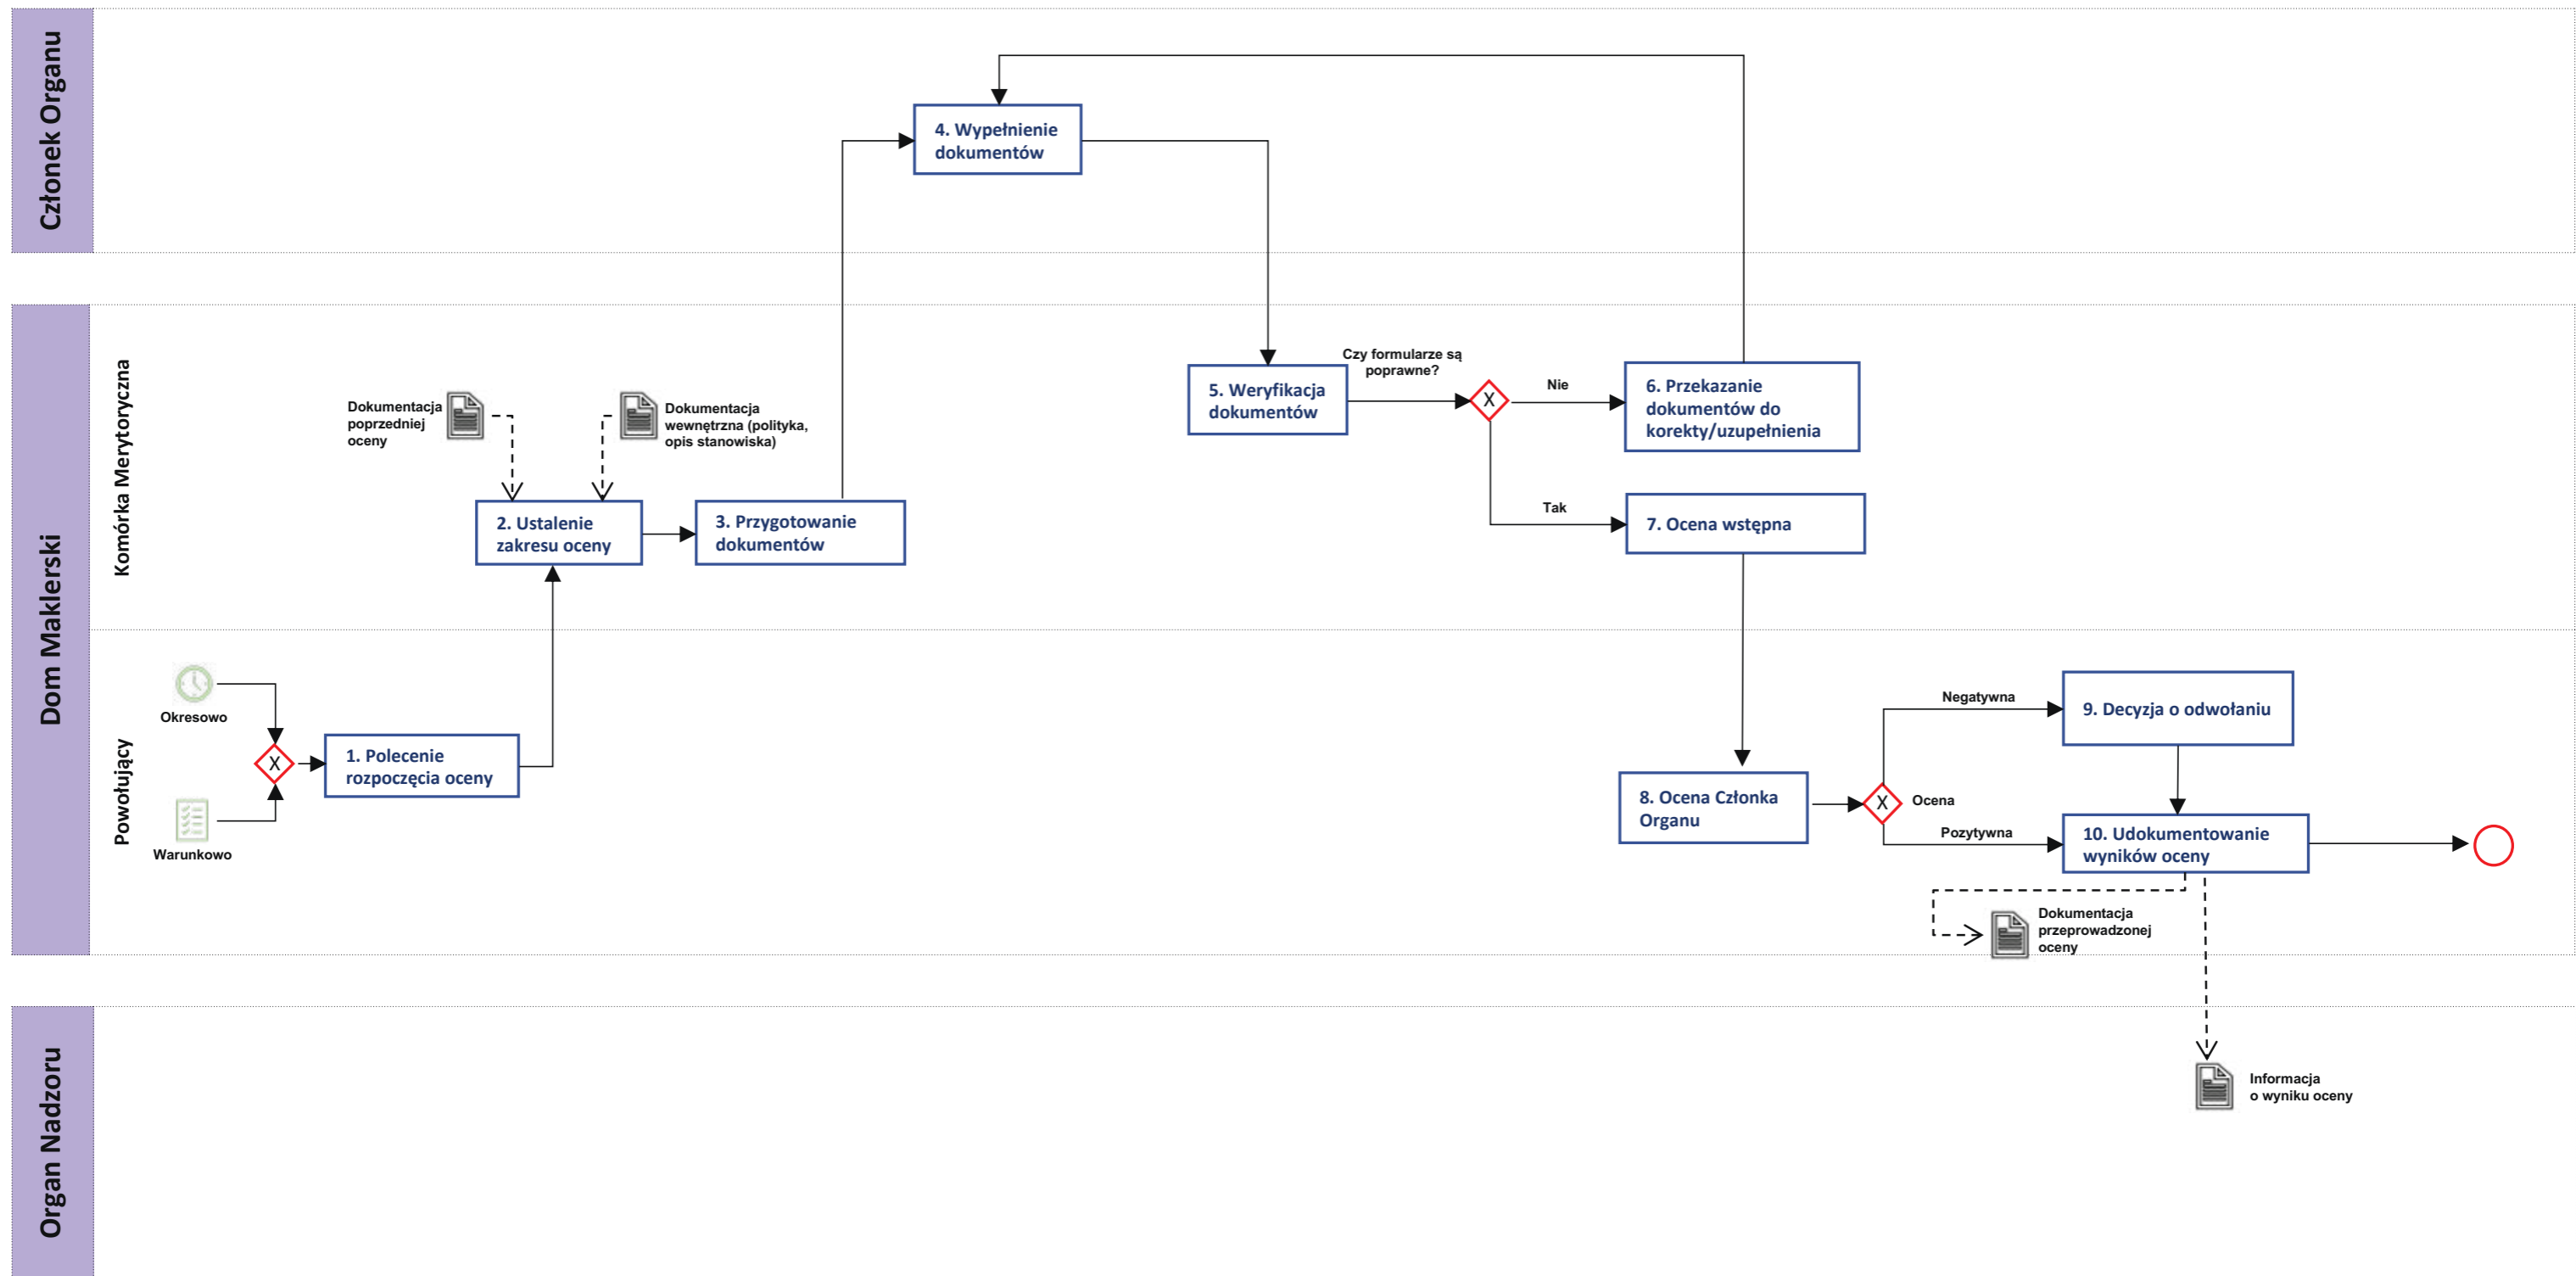 Członek Organu
4. Wypełnienie
dokumentów
Dom Maklerski
Komórka Merytoryczna
Dokumentacja
poprzedniej
oceny
Dokumentacja
wewnętrzna (polityka,
opis stanowiska)
2. Ustalenie
zakresu oceny
3. Przygotowanie
dokumentów
5. Weryfikacja
dokumentów
Czy formularze są
poprawne?
X
Nie
6. Przekazanie
dokumentów do
korekty/uzupełnienia
Tak
7. Ocena wstępna
Powołujący
Okresowo
X
Warunkowo
1. Polecenie
rozpoczęcia oceny
8. Ocena Członka
Organu
X
Ocena
Negatywna
9. Decyzja o odwołaniu
Pozytywna
10. Udokumentowanie
wyników oceny
Dokumentacja
przeprowadzonej
oceny
Organ Nadzoru
Informacja
o wyniku oceny